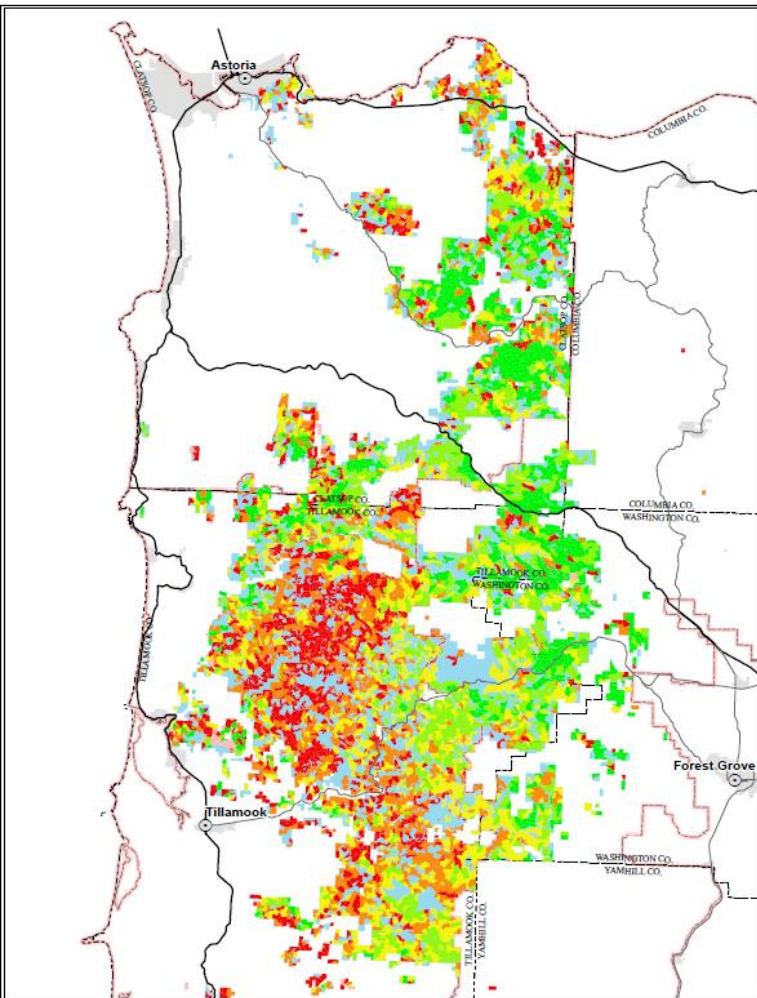 Astoria
CLATSOP CO.
COLUMBIA CO.
CLATSOP CO.
COLUMBIA CO.
CLATSOP CO.
TILLAMOOK CO.
COLUMBIA CO.
WASHINGTON CO.
TILLAMOOK CO.
WASHINGTON CO.
TILLAMOOK CO.
Forest Grove
Tillamook
WASHINGTON CO.
YAMHILL CO.
TILLAMOOK CO.
YAMHILL CO.